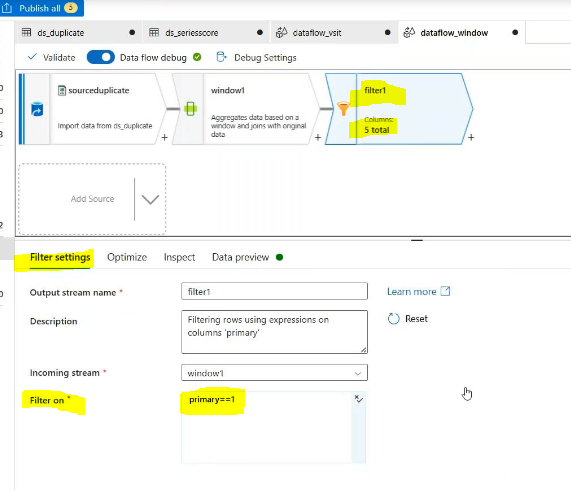 Publish all 5
ds_duplicate
ds_seriesscore
dataflow_vsit
dataflow_window
Validate
Data flow debug
Debug Settings
sourceduplicate
Import data from ds_duplicate
+
window1
Aggregates data based on a
window and joins with original
data
+
filter1
Columns:
5 total
+
Add Source
Filter settings
Optimize
Inspect
Data preview
Output stream name *
filter1
Learn more
Description
Filtering rows using expressions on
columns 'primary'
Reset
Incoming stream *
window1
Filter on *
primary==1